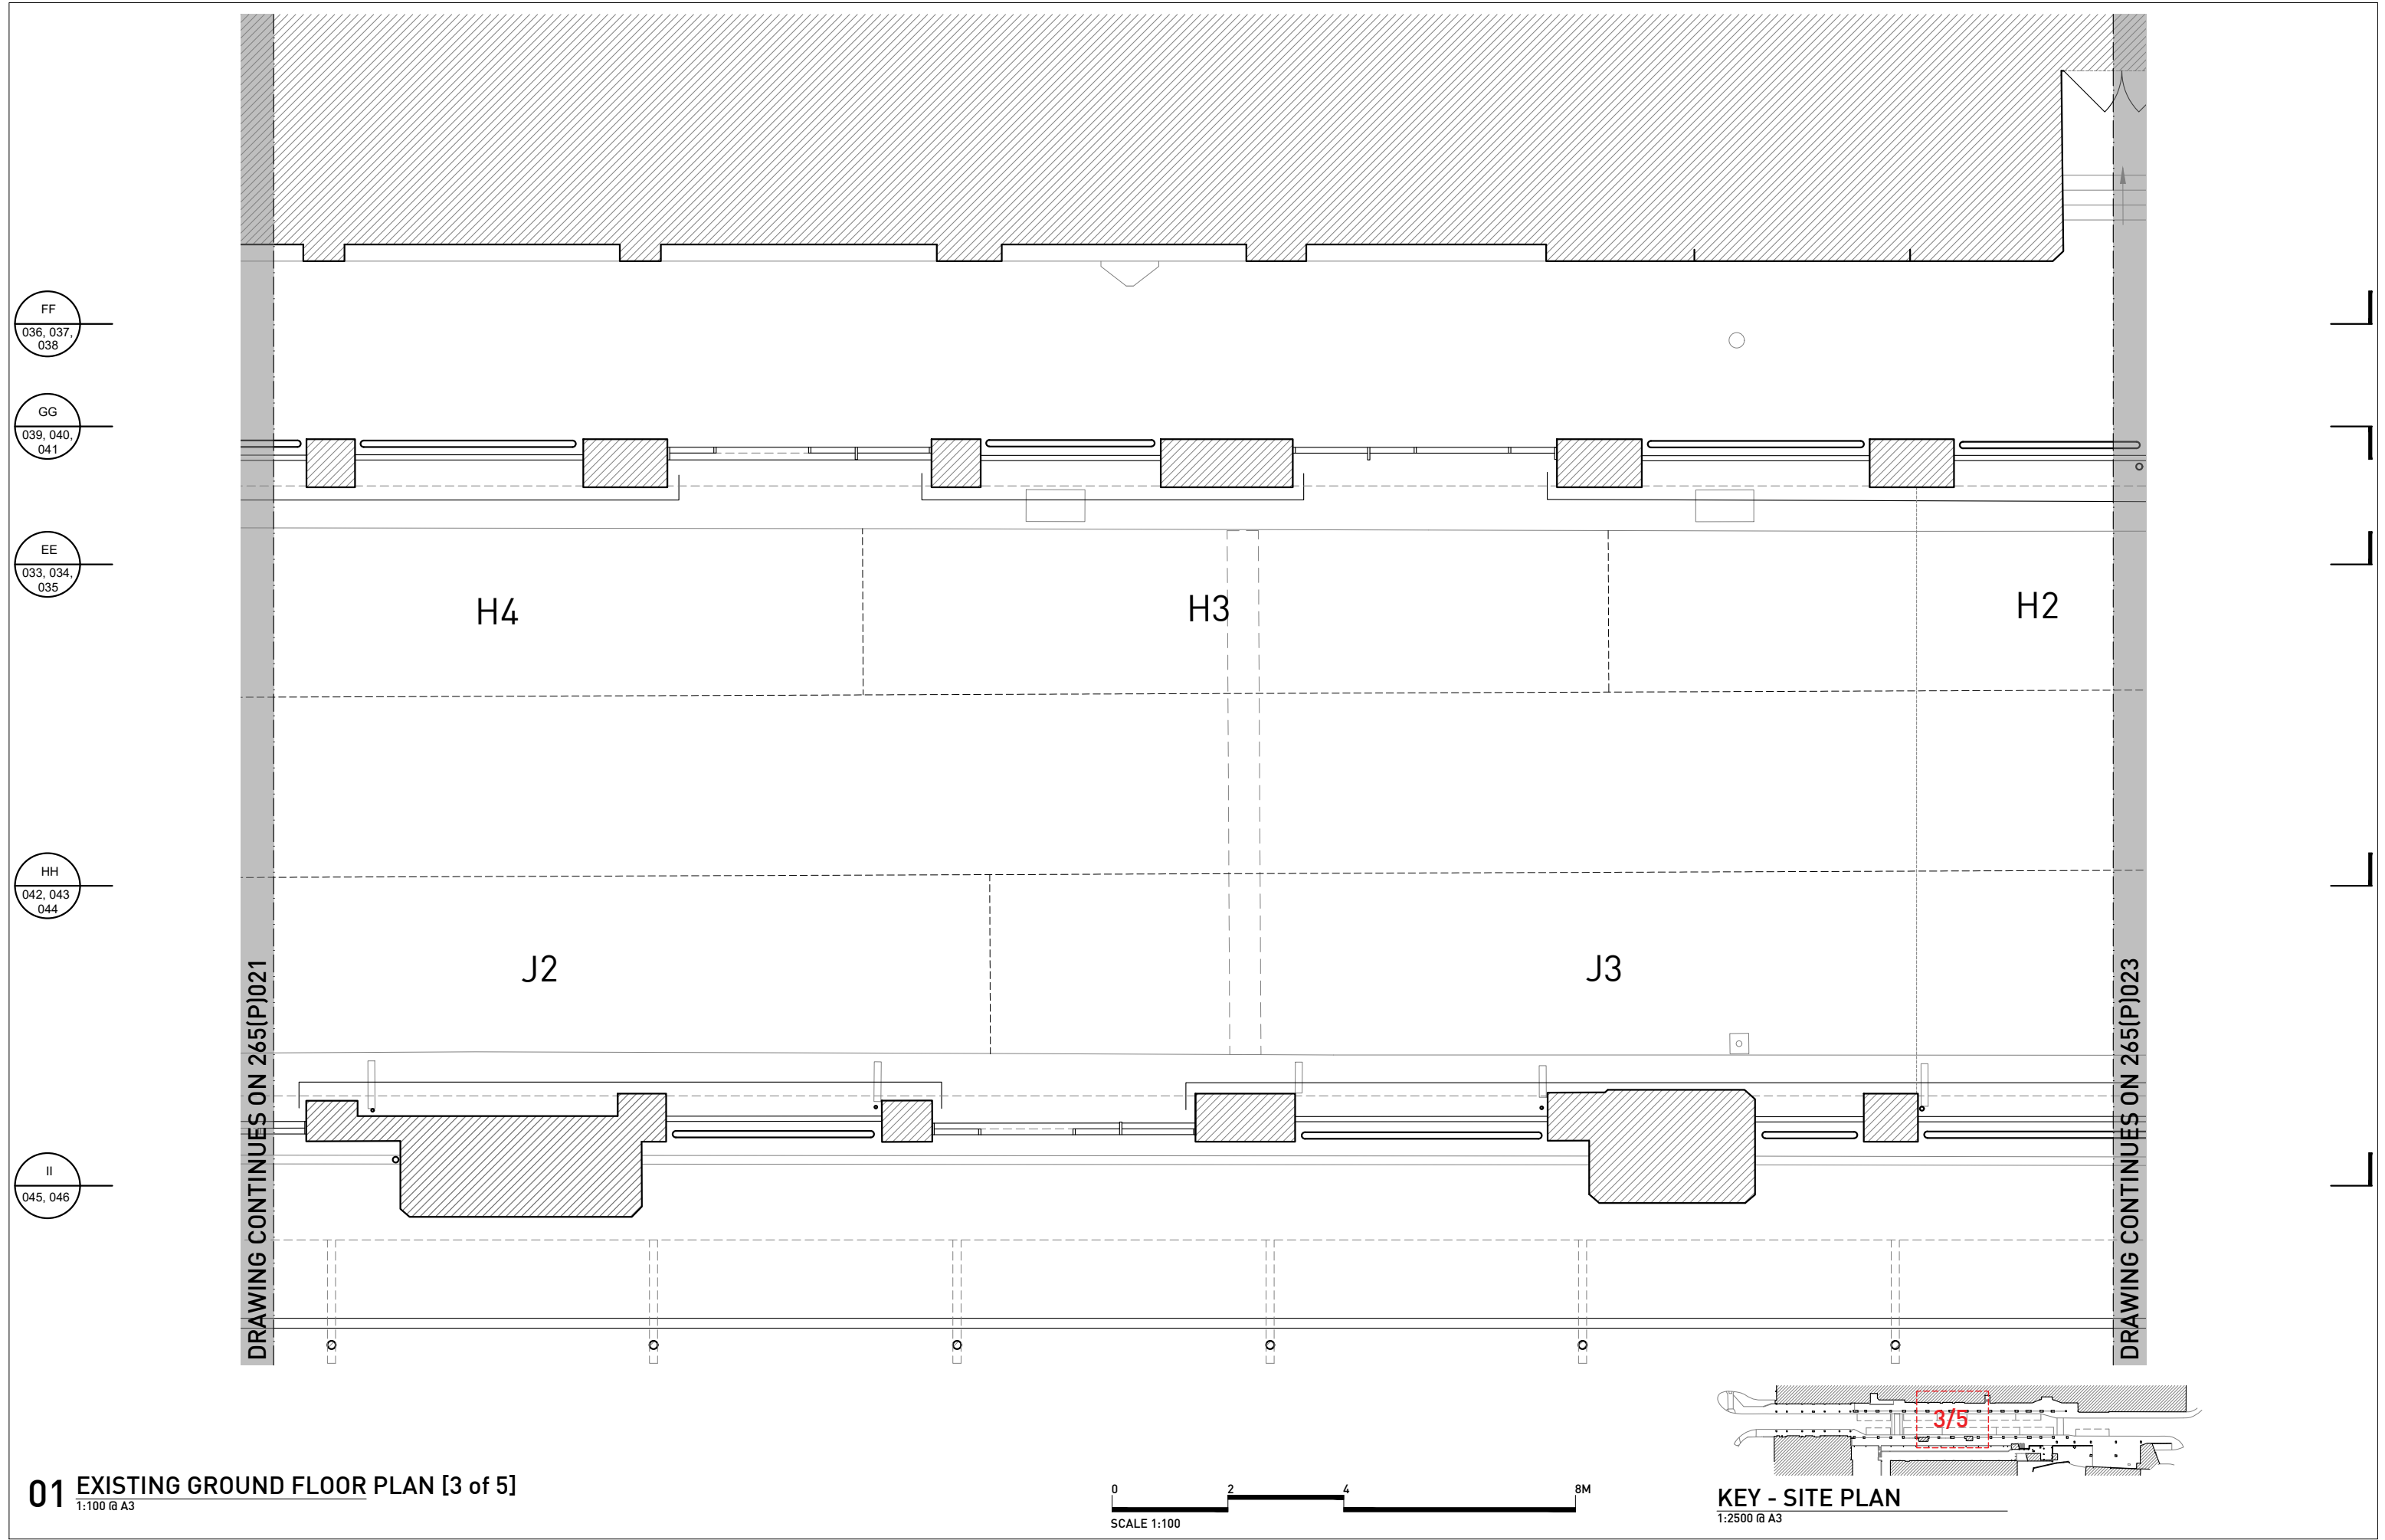 FF
036, 037,
038
GG
039, 040,
041
EE
033, 034,
035
H4
H3
H2
HH
042, 043
044
J2
J3
DRAWING CONTINUES ON 265(P)021
DRAWING CONTINUES ON 265(P)023
II
045, 046
3/5
01 EXISTING GROUND FLOOR PLAN [3 of 5]
1:100 @ A3
0 2 4 8M
SCALE 1:100
KEY - SITE PLAN
1:2500 @ A3